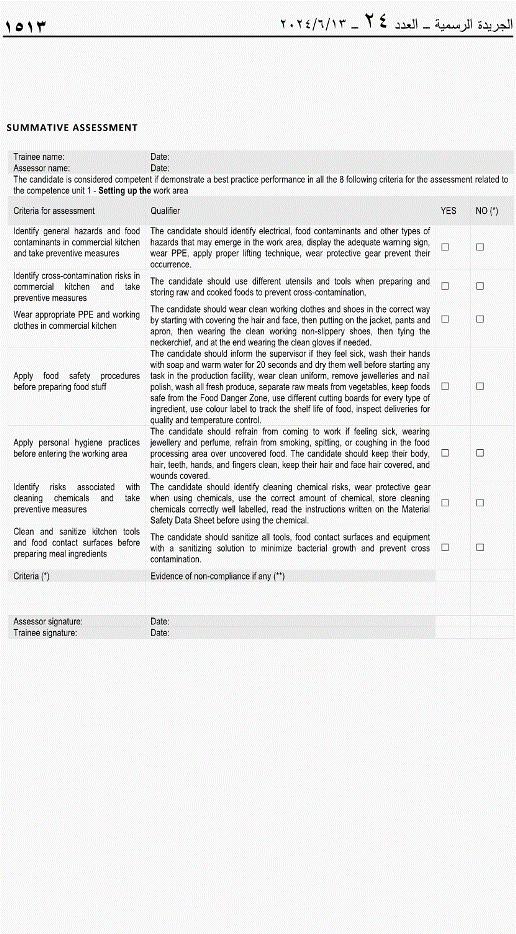 الجريدة الرسمية ــ العدد ٢٤ ــ ٢٠٢٤/٦/١٣
١٥١٣
SUMMATIVE ASSESSMENT
Trainee name: Date:
Assessor name: Date:
The candidate is considered competent if demonstrate a best practice performance in all the 8 following criteria for the assessment related to
the competence unit 1 - Setting up the work area
Criteria for assessment Qualifier YES NO (*)
Identify general hazards and food
contaminants in commercial kitchen
and take preventive measures
The candidate should identify electrical, food contaminants and other types of
hazards that may emerge in the work area, display the adequate warning sign,
wear PPE, apply proper lifting technique, wear protective gear prevent their
occurrence.
☐ ☐
Identify cross-contamination risks in
commercial kitchen and take
preventive measures
The candidate should use different utensils and tools when preparing and
storing raw and cooked foods to prevent cross-contamination,
☐ ☐
Wear appropriate PPE and working
clothes in commercial kitchen
The candidate should wear clean working clothes and shoes in the correct way
by starting with covering the hair and face, then putting on the jacket, pants and
apron, then wearing the clean working non-slippery shoes, then tying the
neckerchief, and at the end wearing the clean gloves if needed.
☐ ☐
Apply food safety procedures
before preparing food stuff
The candidate should inform the supervisor if they feel sick, wash their hands
with soap and warm water for 20 seconds and dry them well before starting any
task in the production facility, wear clean uniform, remove jewelleries and nail
polish, wash all fresh produce, separate raw meats from vegetables, keep foods
safe from the Food Danger Zone, use different cutting boards for every type of
ingredient, use colour label to track the shelf life of food, inspect deliveries for
quality and temperature control.
☐ ☐
Apply personal hygiene practices
before entering the working area
The candidate should refrain from coming to work if feeling sick, wearing
jewellery and perfume, refrain from smoking, spitting, or coughing in the food
processing area over uncovered food. The candidate should keep their body,
hair, teeth, hands, and fingers clean, keep their hair and face hair covered, and
wounds covered.
☐ ☐
Identify risks associated with
cleaning chemicals and take
preventive measures
The candidate should identify cleaning chemical risks, wear protective gear
when using chemicals, use the correct amount of chemical, store cleaning
chemicals correctly well labelled, read the instructions written on the Material
Safety Data Sheet before using the chemical.
☐ ☐
Clean and sanitize kitchen tools
and food contact surfaces before
preparing meal ingredients
The candidate should sanitize all tools, food contact surfaces and equipment
with a sanitizing solution to minimize bacterial growth and prevent cross
contamination.
☐ ☐
Criteria (*) Evidence of non-compliance if any (**)
Assessor signature: Date:
Trainee signature: Date: